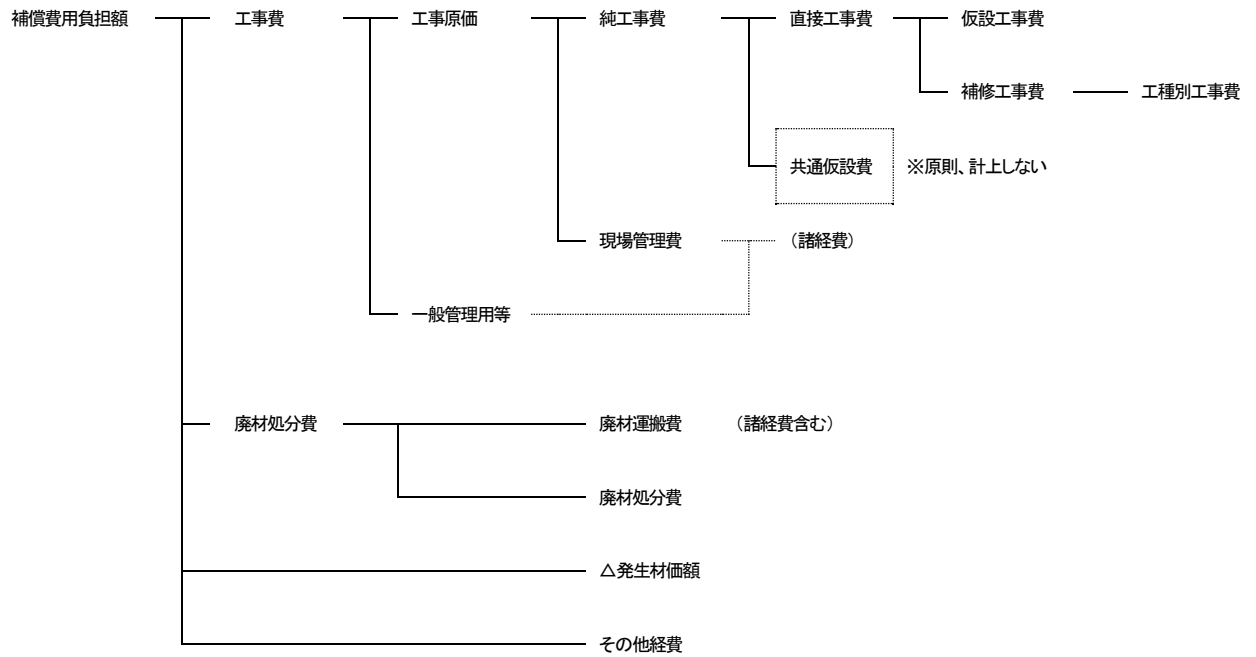 補償費用負担額 工事費 工事原価 純工事費 直接工事費 仮設工事費
補修工事費 工種別工事費
共通仮設費 ※原則、計上しない
現場管理費 （諸経費）
一般管理用等
廃材処分費 廃材運搬費 （諸経費含む）
廃材処分費
△発生材価額
その他経費